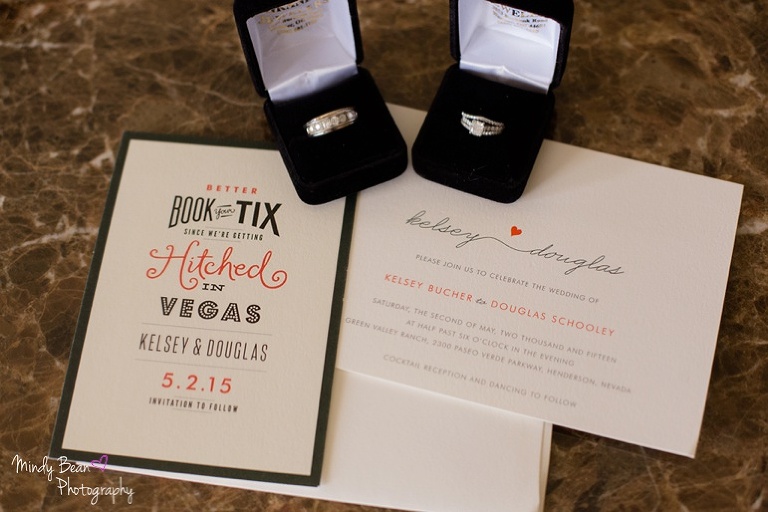 BETTER
BOOK your TIX
SINCE WE'RE GETTING
Hitched
IN
VEGAS
KELSEY & DOUGLAS
5.2.15
INVITATION TO FOLLOW
kelsey douglas
PLEASE JOIN US TO CELEBRATE THE WEDDING OF
KELSEY BUCHER to DOUGLAS SCHOOLEY
SATURDAY, THE SECOND OF MAY, TWO THOUSAND AND FIFTEEN
AT HALF PAST SIX O'CLOCK IN THE EVENING
GREEN VALLEY RANCH, 2300 PASEO VERDE PARKWAY, HENDERSON, NEVADA
COCKTAIL RECEPTION AND DANCING TO FOLLOW
Mindy Bean
Photography